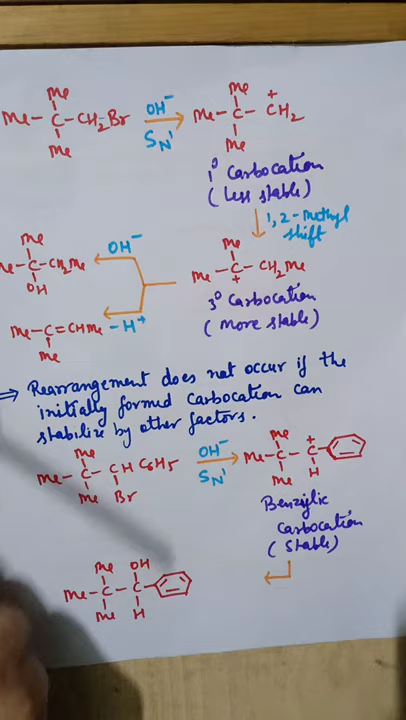 Me
Me-C-CH2-Br
Me
OH-
SN1
Me
Me-C-CH2
+
Me
1° Carbocation
(Less stable)
1,2-Methyl
shift
Me
Me-C-CH2Me
OH
OH-
Me
Me-C-CH2Me
+
3° Carbocation
(More stable)
Me-C=CHMe
Me
-H+
⇒ Rearrangement does not occur if the
initially formed Carbocation can
stabilize by other factors.
Me
Me-C-CH C6H5
Me Br
OH-
SN1
Me +
Me-C-C-
Me H
Benzylic
Carbocation
(Stable)
Me OH
Me-C-C-
Me H